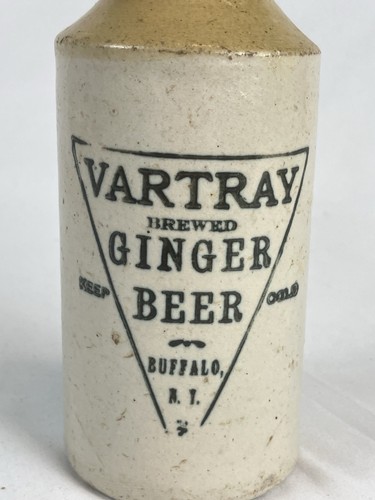 VARTRAY
BREWED
GINGER
KEEP BEER COLD
BUFFALO,
N. Y.